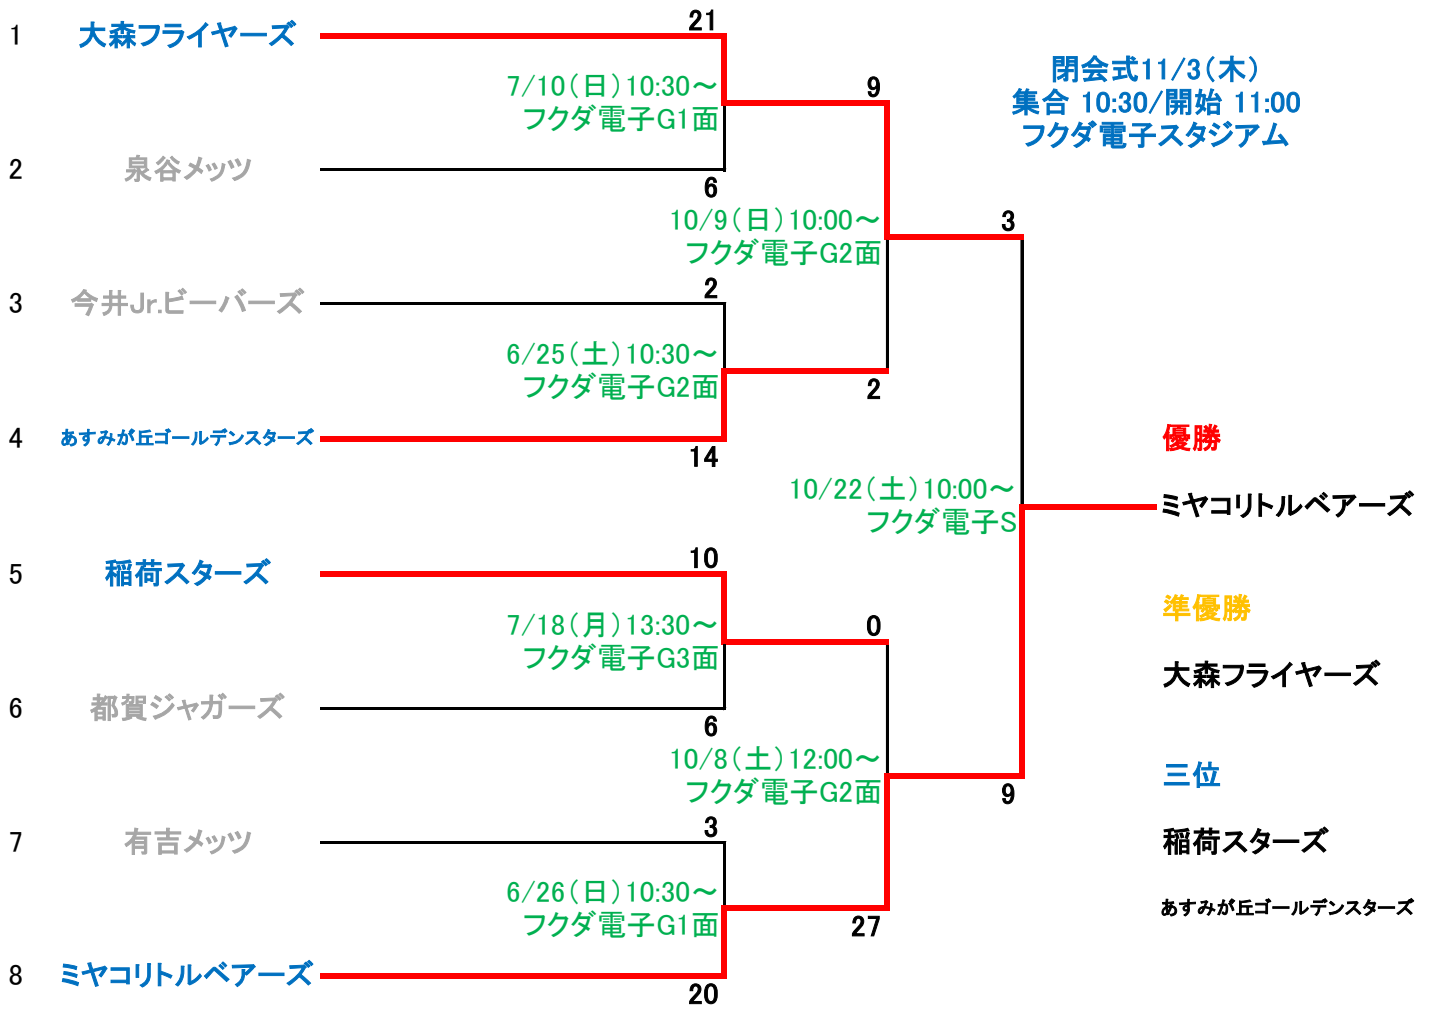 1 大森フライヤーズ
21
7/10(日)10:30～
フクダ電子G1面
9
閉会式11/3(木)
集合 10:30/開始 11:00
フクダ電子スタジアム
2 泉谷メッツ
6
10/9(日)10:00～
フクダ電子G2面
3
3 今井Jr.ビーバーズ
2
6/25(土)10:30～
フクダ電子G2面
2
4 あすみが丘ゴールデンスターズ
14
優勝
10/22(土)10:00～
フクダ電子S
ミヤコリトルベアーズ
5 稲荷スターズ
10
7/18(月)13:30～
フクダ電子G3面
0
準優勝
大森フライヤーズ
6 都賀ジャガーズ
6
10/8(土)12:00～
フクダ電子G2面
9
三位
7 有吉メッツ
3
稲荷スターズ
6/26(日)10:30～
フクダ電子G1面
27
あすみが丘ゴールデンスターズ
8 ミヤコリトルベアーズ
20